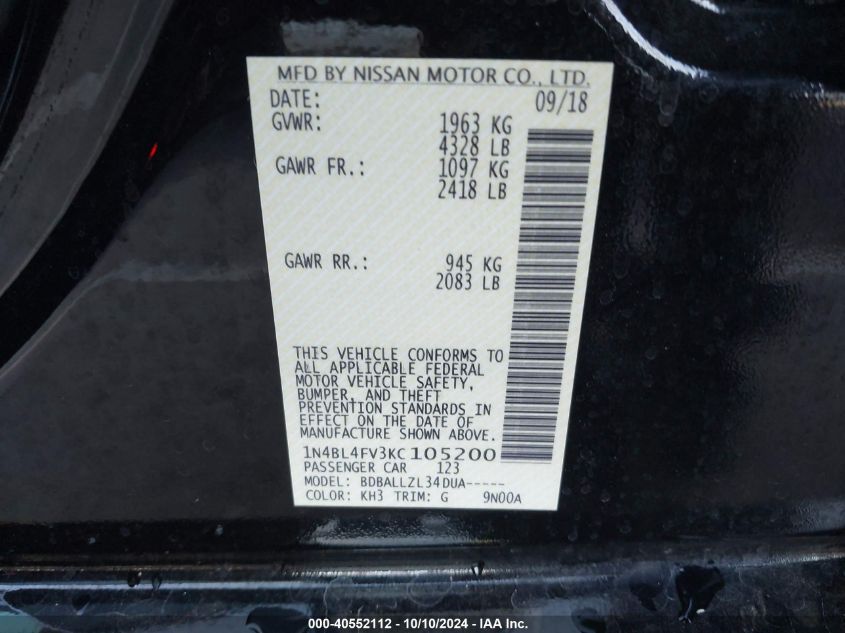 MFD BY NISSAN MOTOR CO., LTD.
DATE: 09/18
GVWR: 1963 KG
4328 LB
GAWR FR.: 1097 KG
2418 LB
GAWR RR.: 945 KG
2083 LB
THIS VEHICLE CONFORMS TO
ALL APPLICABLE FEDERAL
MOTOR VEHICLE SAFETY,
BUMPER, AND THEFT
PREVENTION STANDARDS IN
EFFECT ON THE DATE OF
MANUFACTURE SHOWN ABOVE.
1N4BL4FV3KC105200
PASSENGER CAR 123
MODEL: BDBALLZL34DUA-----
COLOR: KH3 TRIM: G 9N00A
000-40552112 - 10/10/2024 - IAA Inc.